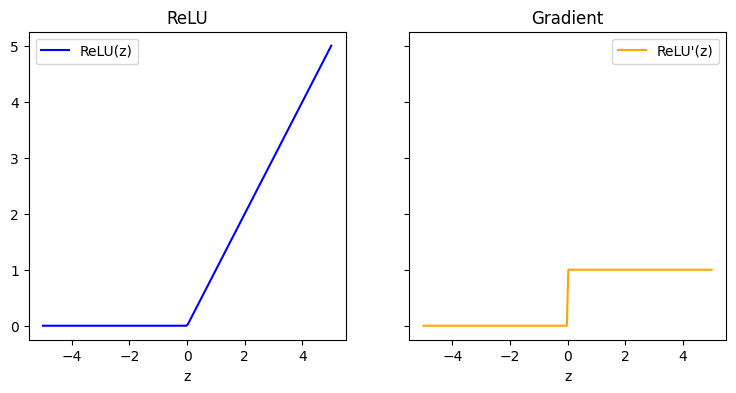 ReLU
Gradient
ReLU(z)
ReLU'(z)
5
4
3
2
1
0
−4 −2 0 2 4
−4 −2 0 2 4
z
z